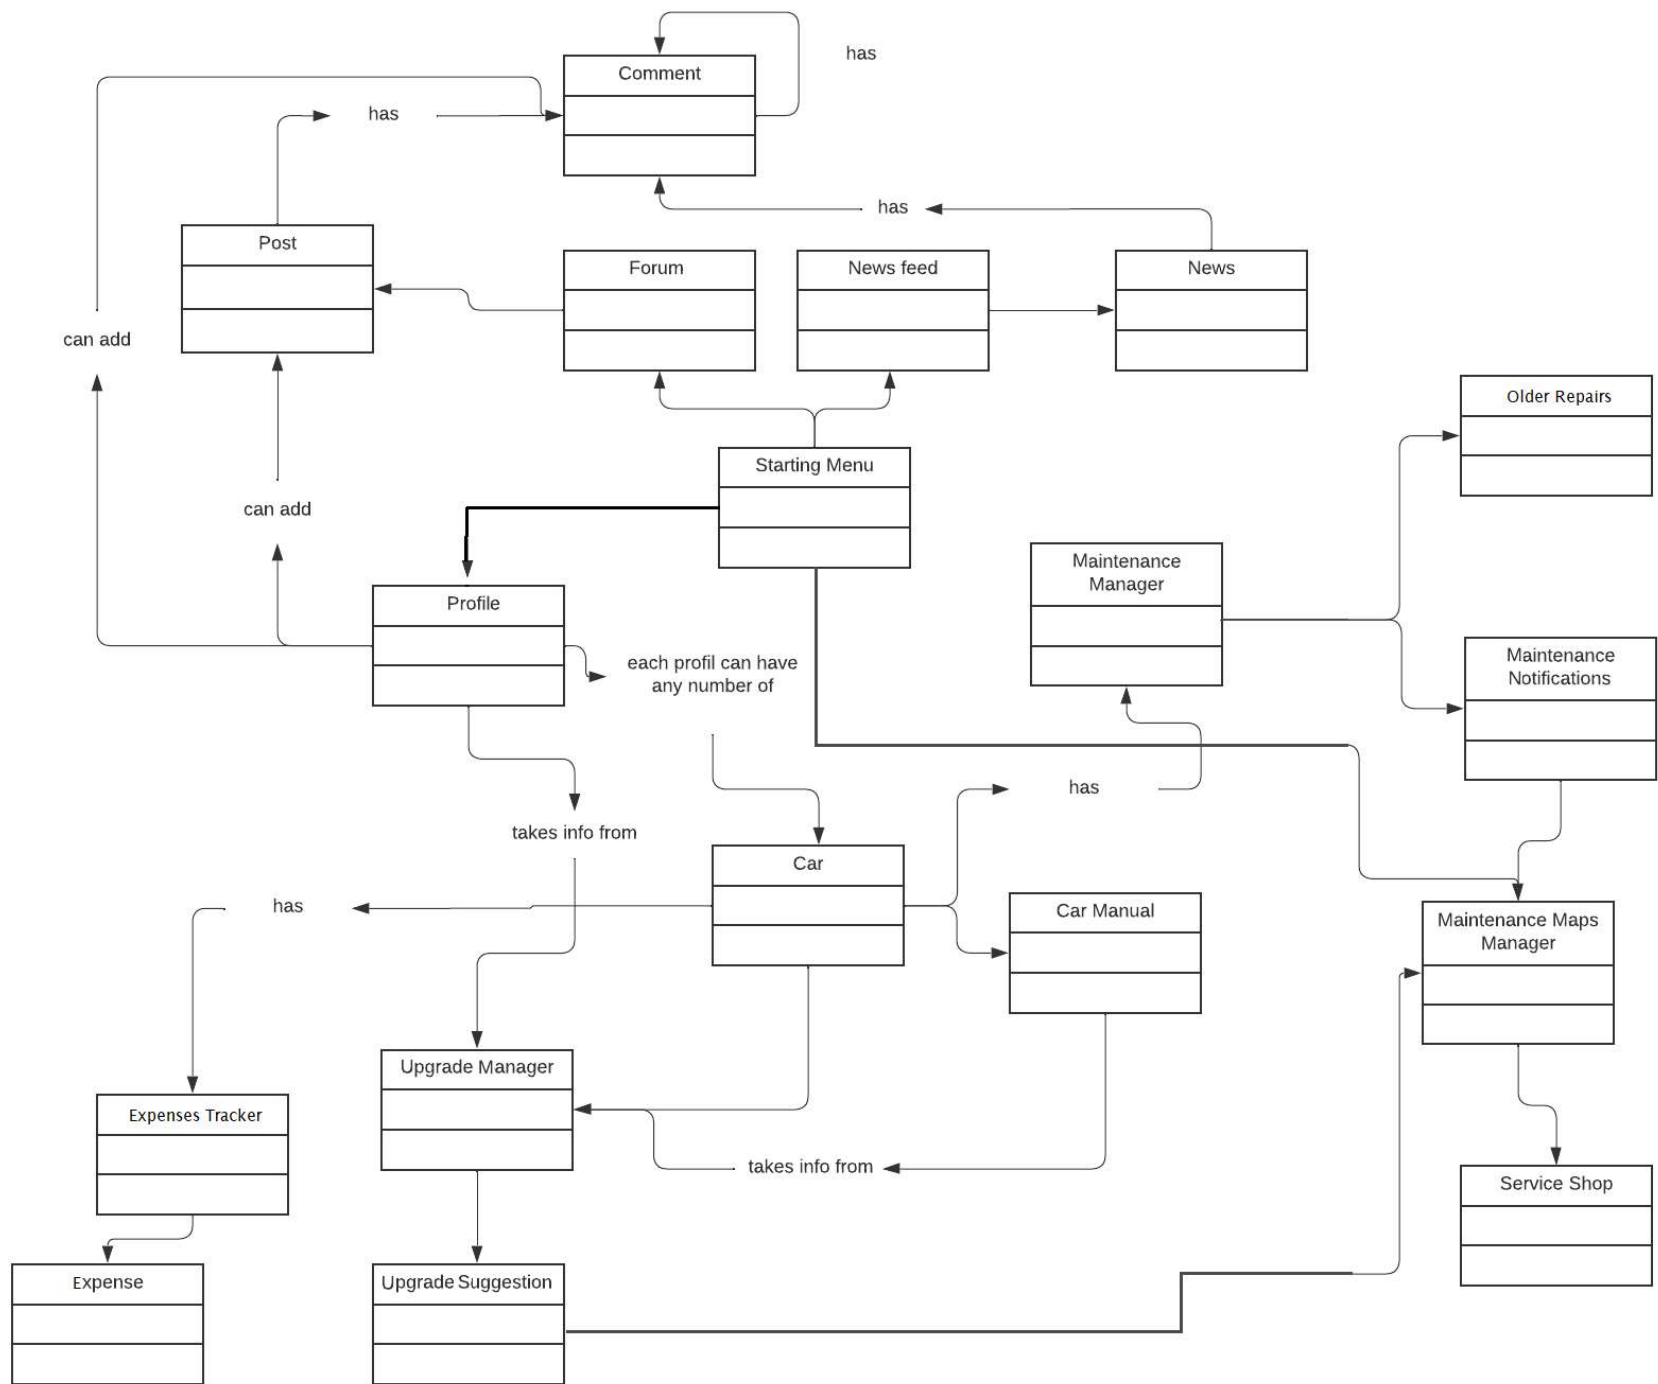 has
Comment
has
has
Post
Forum
News feed
News
can add
Older Repairs
Starting Menu
can add
Maintenance
Manager
Profile
each profil can have
any number of
Maintenance
Notifications
has
takes info from
Car
has
Car Manual
Maintenance Maps
Manager
Upgrade Manager
Expenses Tracker
takes info from
Service Shop
Expense
Upgrade Suggestion